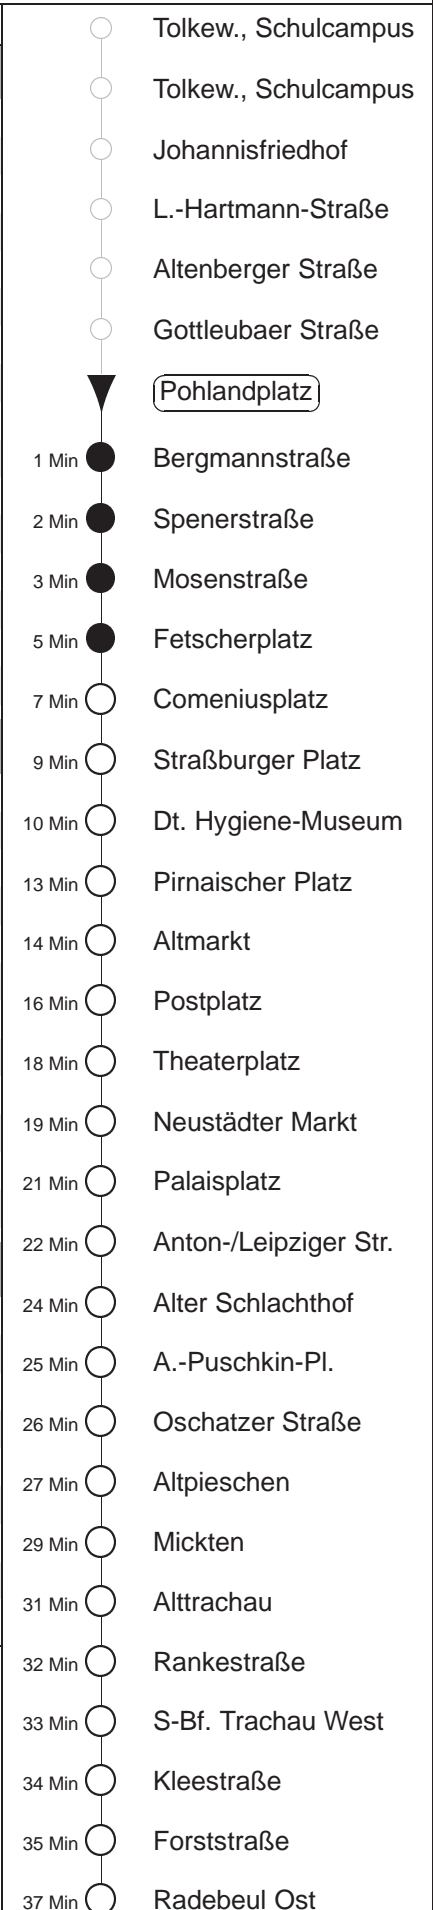 Tolkew., Schulcampus
Tolkew., Schulcampus
Johannisfriedhof
L.-Hartmann-Straße
Altenberger Straße
Gottleubaer Straße
Pohlandplatz
1 Min Bergmannstraße
2 Min Spenerstraße
3 Min Mosenstraße
5 Min Fetscherplatz
7 Min Comeniusplatz
9 Min Straßburger Platz
10 Min Dt. Hygiene-Museum
13 Min Pirnaischer Platz
14 Min Altmarkt
16 Min Postplatz
18 Min Theaterplatz
19 Min Neustädter Markt
21 Min Palaisplatz
22 Min Anton-/Leipziger Str.
24 Min Alter Schlachthof
25 Min A.-Puschkin-Pl.
26 Min Oschatzer Straße
27 Min Altpieschen
29 Min Mickten
31 Min Alttrachau
32 Min Rankestraße
33 Min S-Bf. Trachau West
34 Min Kleestraße
35 Min Forststraße
37 Min Radebeul Ost